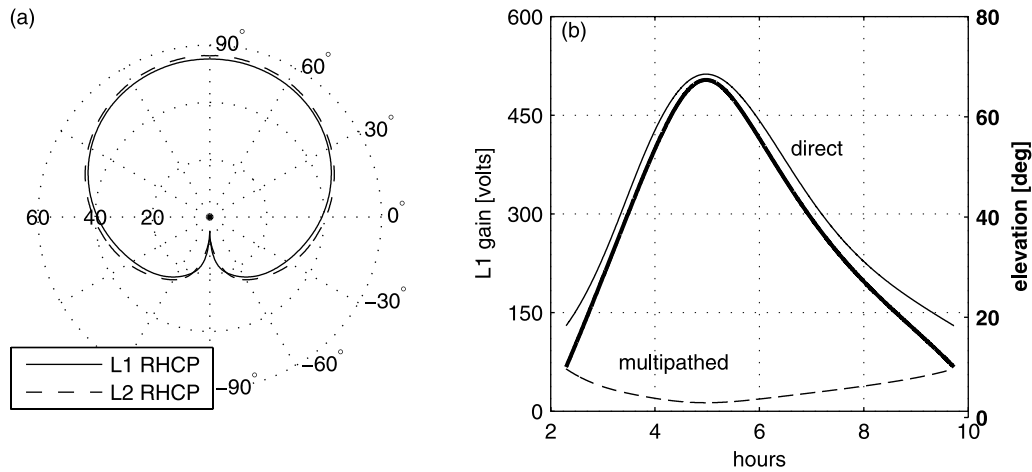 (a)
90°
60°
30°
0°
−30°
−60°
−90°
60 40 20
L1 RHCP
L2 RHCP
(b)
600
450
300
150
0
L1 gain [volts]
direct
multipathed
80
60
40
20
0
elevation [deg]
2 4 6 8 10
hours